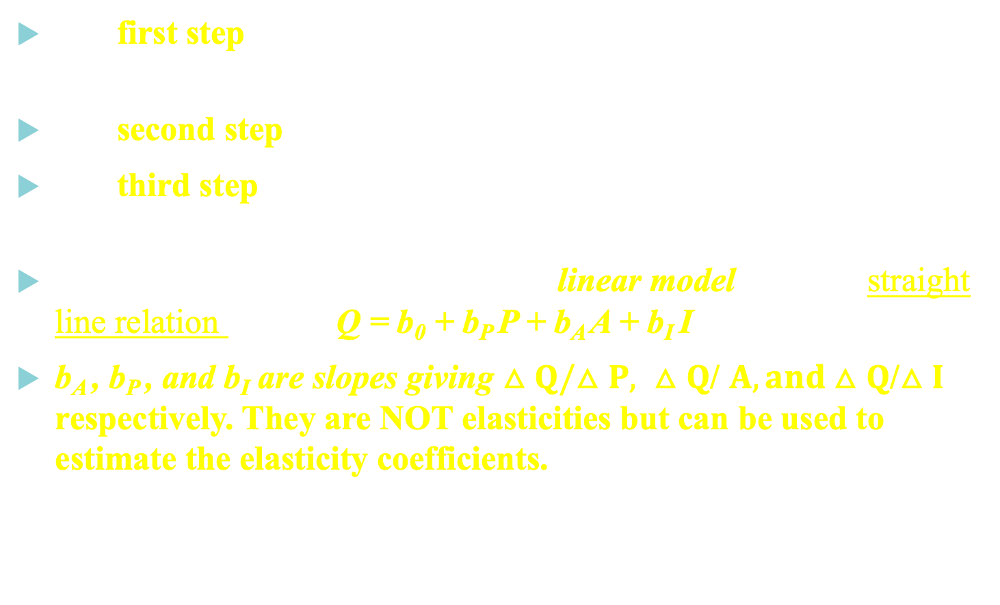 first step
second step
third step
linear model straight
line relation Q = b₀ + b_P P + b_A A + b_I I
b_A, b_P, and b_I are slopes giving △ Q/△ P, △ Q/ A, and △ Q/△ I
respectively. They are NOT elasticities but can be used to
estimate the elasticity coefficients.